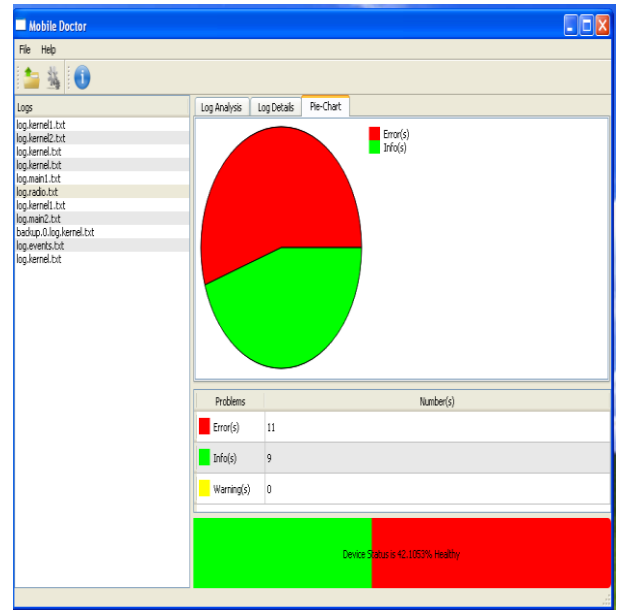 Mobile Doctor
File Help
Logs
log.kernel1.txt
log.kernel2.txt
log.kernel.txt
log.kernel.txt
log.main1.txt
log.radio.txt
log.kernel1.txt
log.main2.txt
backup.0.log.kernel.txt
log.events.txt
log.kernel.txt
Log Analysis Log Details Pie-Chart
Error(s)
Info(s)
Problems Number(s)
Error(s) 11
Info(s) 9
Warning(s) 0
Device Status is 42.1053% Healthy